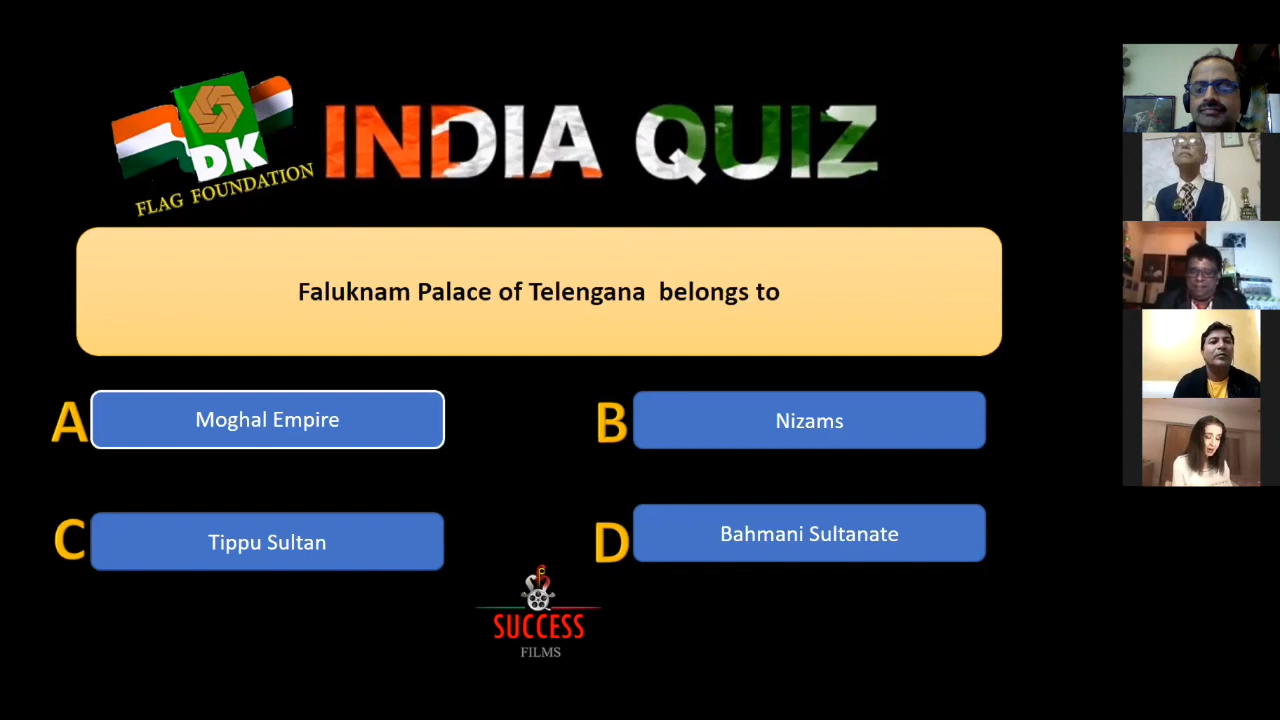 DK
FLAG FOUNDATION
INDIA QUIZ
Faluknam Palace of Telengana belongs to
A Moghal Empire
B Nizams
C Tippu Sultan
D Bahmani Sultanate
SUCCESS
FILMS